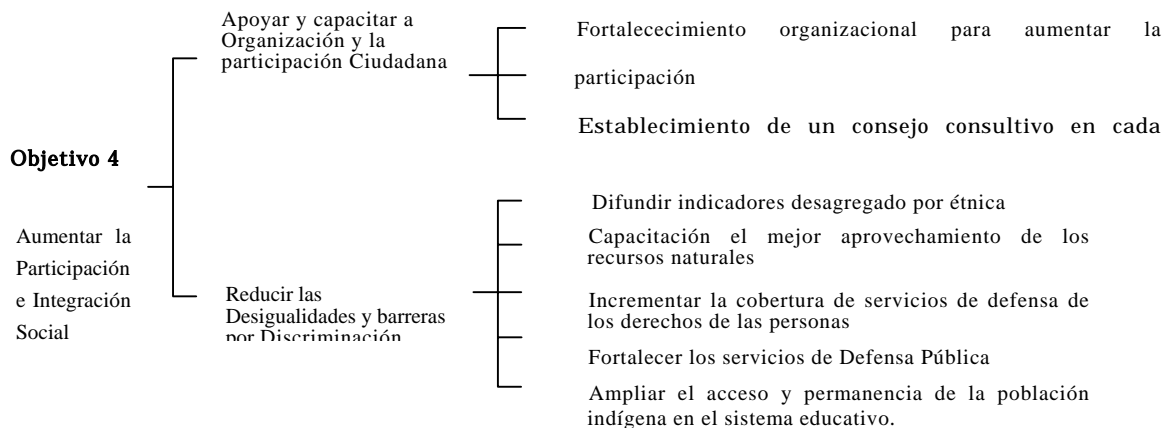 Objetivo 4
Aumentar la
Participación
e Integración
Social
Apoyar y capacitar a
Organización y la
participación Ciudadana
Fortalececimiento organizacional para aumentar la
participación
Establecimiento de un consejo consultivo en cada
Reducir las
Desigualdades y barreras
por Discriminación
Difundir indicadores desagregado por étnica
Capacitación el mejor aprovechamiento de los
recursos naturales
Incrementar la cobertura de servicios de defensa de
los derechos de las personas
Fortalecer los servicios de Defensa Pública
Ampliar el acceso y permanencia de la población
indígena en el sistema educativo.